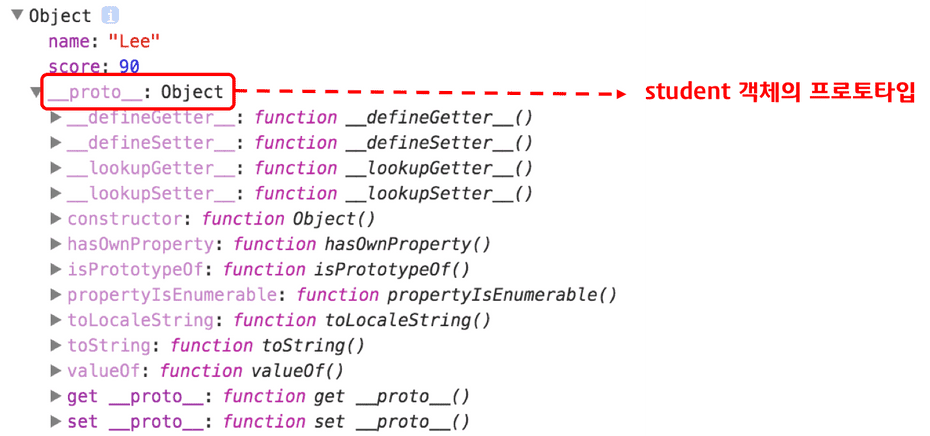 Object i
name: "Lee"
score: 90
__proto__: Object
student 객체의 프로토타입
__defineGetter__: function __defineGetter__()
__defineSetter__: function __defineSetter__()
__lookupGetter__: function __lookupGetter__()
__lookupSetter__: function __lookupSetter__()
constructor: function Object()
hasOwnProperty: function hasOwnProperty()
isPrototypeOf: function isPrototypeOf()
propertyIsEnumerable: function propertyIsEnumerable()
toLocaleString: function toLocaleString()
toString: function toString()
valueOf: function valueOf()
get __proto__: function get __proto__()
set __proto__: function set __proto__()